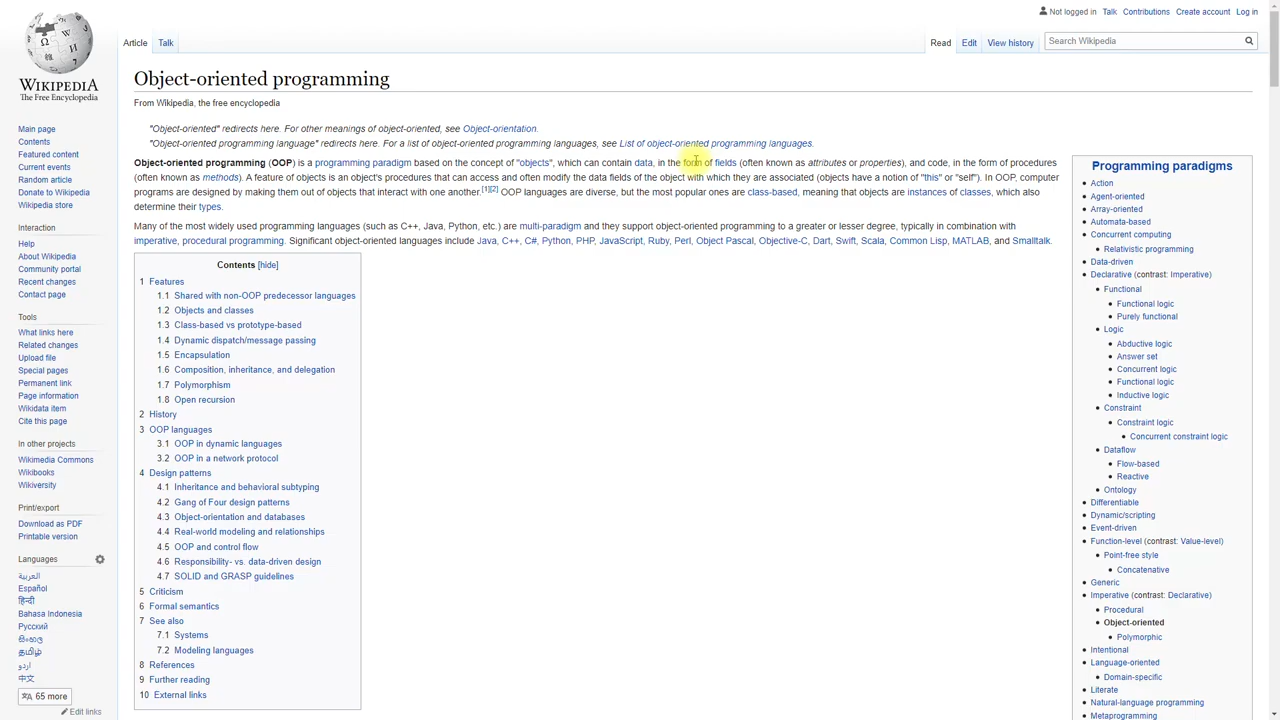 Not logged in Talk Contributions Create account Log in
Article Talk Read Edit View history Search Wikipedia
WIKIPEDIA
The Free Encyclopedia
Main page
Contents
Featured content
Current events
Random article
Donate to Wikipedia
Wikipedia store
Interaction
Help
About Wikipedia
Community portal
Recent changes
Contact page
Tools
What links here
Related changes
Upload file
Special pages
Permanent link
Page information
Wikidata item
Cite this page
In other projects
Wikimedia Commons
Wikibooks
Wikiversity
Print/export
Download as PDF
Printable version
Languages
العربية
Español
हिन्दी
Bahasa Indonesia
Русский
සිංහල
தமிழ்
اردو
中文
65 more
Edit links
Object-oriented programming
From Wikipedia, the free encyclopedia
"Object-oriented" redirects here. For other meanings of object-oriented, see Object-orientation.
"Object-oriented programming language" redirects here. For a list of object-oriented programming languages, see List of object-oriented programming languages.
Object-oriented programming (OOP) is a programming paradigm based on the concept of "objects", which can contain data, in the form of fields (often known as attributes or properties), and code, in the form of procedures
(often known as methods). A feature of objects is an object's procedures that can access and often modify the data fields of the object with which they are associated (objects have a notion of "this" or "self"). In OOP, computer
programs are designed by making them out of objects that interact with one another.[1][2] OOP languages are diverse, but the most popular ones are class-based, meaning that objects are instances of classes, which also
determine their types.
Many of the most widely used programming languages (such as C++, Java, Python, etc.) are multi-paradigm and they support object-oriented programming to a greater or lesser degree, typically in combination with
imperative, procedural programming. Significant object-oriented languages include Java, C++, C#, Python, PHP, JavaScript, Ruby, Perl, Object Pascal, Objective-C, Dart, Swift, Scala, Common Lisp, MATLAB, and Smalltalk.
Contents [hide]
1 Features
1.1 Shared with non-OOP predecessor languages
1.2 Objects and classes
1.3 Class-based vs prototype-based
1.4 Dynamic dispatch/message passing
1.5 Encapsulation
1.6 Composition, inheritance, and delegation
1.7 Polymorphism
1.8 Open recursion
2 History
3 OOP languages
3.1 OOP in dynamic languages
3.2 OOP in a network protocol
4 Design patterns
4.1 Inheritance and behavioral subtyping
4.2 Gang of Four design patterns
4.3 Object-orientation and databases
4.4 Real-world modeling and relationships
4.5 OOP and control flow
4.6 Responsibility- vs. data-driven design
4.7 SOLID and GRASP guidelines
5 Criticism
6 Formal semantics
7 See also
7.1 Systems
7.2 Modeling languages
8 References
9 Further reading
10 External links
Programming paradigms
Action
Agent-oriented
Array-oriented
Automata-based
Concurrent computing
Relativistic programming
Data-driven
Declarative (contrast: Imperative)
Functional
Functional logic
Purely functional
Logic
Abductive logic
Answer set
Concurrent logic
Functional logic
Inductive logic
Constraint
Constraint logic
Concurrent constraint logic
Dataflow
Flow-based
Reactive
Ontology
Differentiable
Dynamic/scripting
Event-driven
Function-level (contrast: Value-level)
Point-free style
Concatenative
Generic
Imperative (contrast: Declarative)
Procedural
Object-oriented
Polymorphic
Intentional
Language-oriented
Domain-specific
Literate
Natural-language programming
Metaprogramming